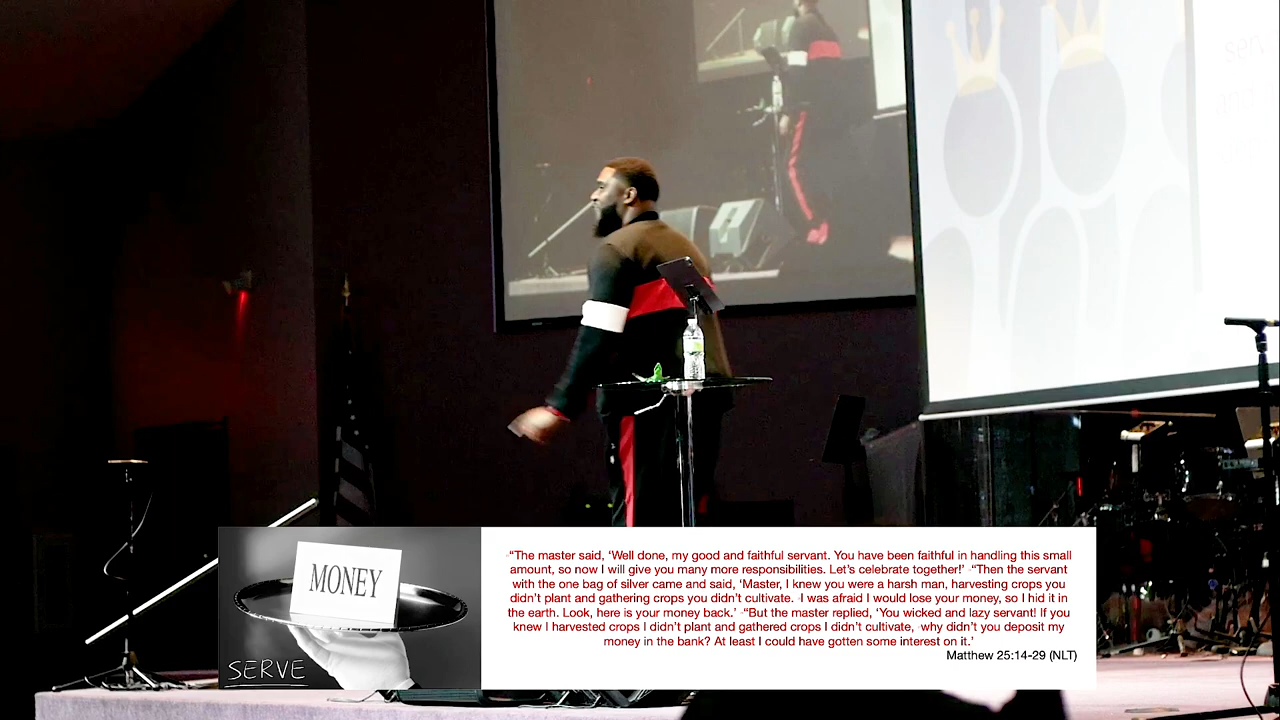 MONEY
SERVE
“The master said, ‘Well done, my good and faithful servant. You have been faithful in handling this small
amount, so now I will give you many more responsibilities. Let’s celebrate together!’ “Then the servant
with the one bag of silver came and said, ‘Master, I knew you were a harsh man, harvesting crops you
didn’t plant and gathering crops you didn’t cultivate. I was afraid I would lose your money, so I hid it in
the earth. Look, here is your money back.’ “But the master replied, ‘You wicked and lazy servant! If you
knew I harvested crops I didn’t plant and gathered crops I didn’t cultivate, why didn’t you deposit my
money in the bank? At least I could have gotten some interest on it.’
Matthew 25:14-29 (NLT)